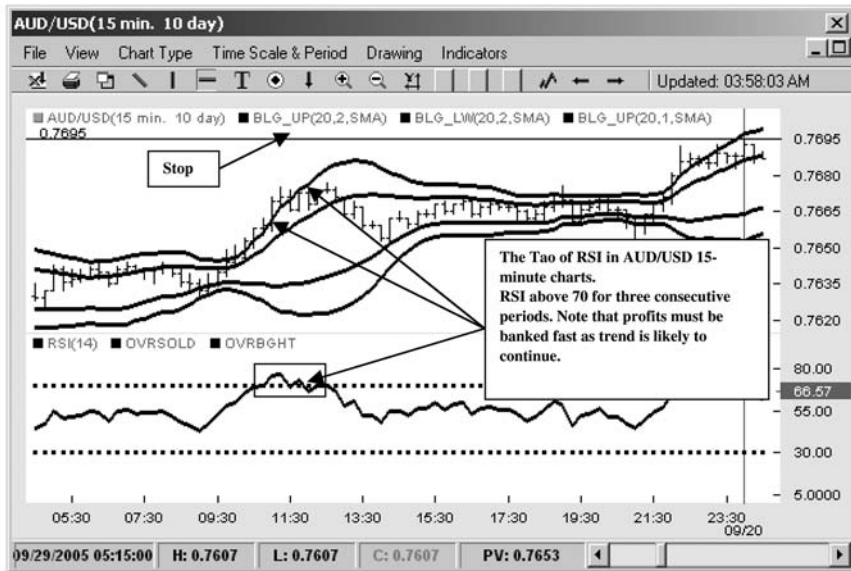 AUD/USD(15 min. 10 day)
File View Chart Type Time Scale & Period Drawing Indicators
T Updated: 03:58:03 AM
AUD/USD(15 min. 10 day) BLG_UP(20,2,SMA) BLG_LW(20,2,SMA) BLG_UP(20,1,SMA)
0.7695
0.7695
Stop
0.7680
0.7665
0.7650
0.7635
0.7620
The Tao of RSI in AUD/USD 15-
minute charts.
RSI above 70 for three consecutive
periods. Note that profits must be
banked fast as trend is likely to
continue.
RSI(14) OVRSOLD OVRBGHT
80.00
66.57
55.00
30.00
5.0000
05:30 07:30 09:30 11:30 13:30 15:30 17:30 19:30 21:30 23:30
09/20
09/29/2005 05:15:00 H: 0.7607 L: 0.7607 C: 0.7607 PV: 0.7653